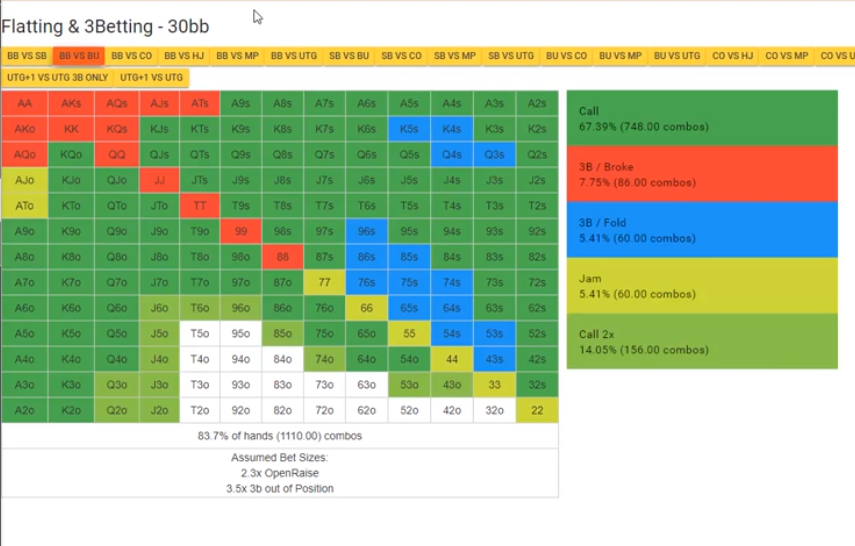 Flatting & 3Betting - 30bb
BB VS SB BB VS BU BB VS CO BB VS HJ BB VS MP BB VS UTG SB VS BU SB VS CO SB VS MP SB VS UTG BU VS CO BU VS MP BU VS UTG CO VS HJ CO VS MP CO VS U
UTG+1 VS UTG 3B ONLY UTG+1 VS UTG
AA AKs AQs AJs ATs A9s A8s A7s A6s A5s A4s A3s A2s
AKo KK KQs KJs KTs K9s K8s K7s K6s K5s K4s K3s K2s
AQo KQo QQ QJs QTs Q9s Q8s Q7s Q6s Q5s Q4s Q3s Q2s
AJo KJo QJo JJ JTs J9s J8s J7s J6s J5s J4s J3s J2s
ATo KTo QTo JTo TT T9s T8s T7s T6s T5s T4s T3s T2s
A9o K9o Q9o J9o T9o 99 98s 97s 96s 95s 94s 93s 92s
A8o K8o Q8o J8o T8o 98o 88 87s 86s 85s 84s 83s 82s
A7o K7o Q7o J7o T7o 97o 87o 77 76s 75s 74s 73s 72s
A6o K6o Q6o J6o T6o 96o 86o 76o 66 65s 64s 63s 62s
A5o K5o Q5o J5o T5o 95o 85o 75o 65o 55 54s 53s 52s
A4o K4o Q4o J4o T4o 94o 84o 74o 64o 54o 44 43s 42s
A3o K3o Q3o J3o T3o 93o 83o 73o 63o 53o 43o 33 32s
A2o K2o Q2o J2o T2o 92o 82o 72o 62o 52o 42o 32o 22
83.7% of hands (1110.00) combos
Assumed Bet Sizes:
2.3x OpenRaise
3.5x 3b out of Position
Call
67.39% (748.00 combos)
3B / Broke
7.75% (86.00 combos)
3B / Fold
5.41% (60.00 combos)
Jam
5.41% (60.00 combos)
Call 2x
14.05% (156.00 combos)